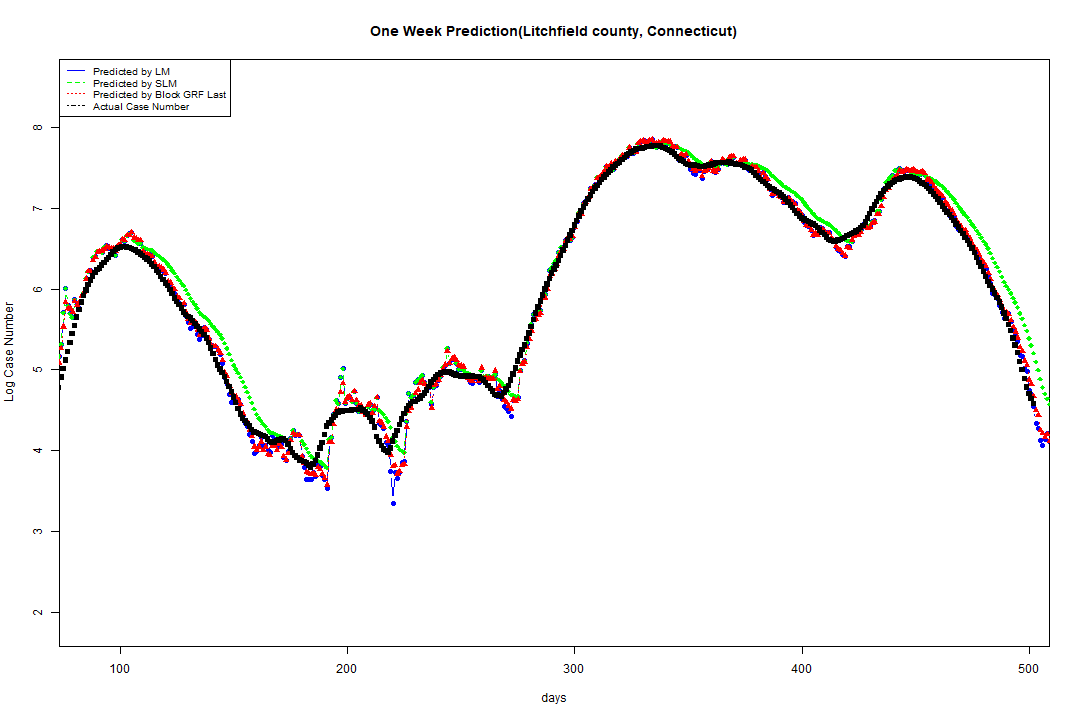 One Week Prediction(Litchfield county, Connecticut)
Predicted by LM
Predicted by SLM
Predicted by Block GRF Last
Actual Case Number
8
7
6
5
4
3
2
Log Case Number
100 200 300 400 500
days